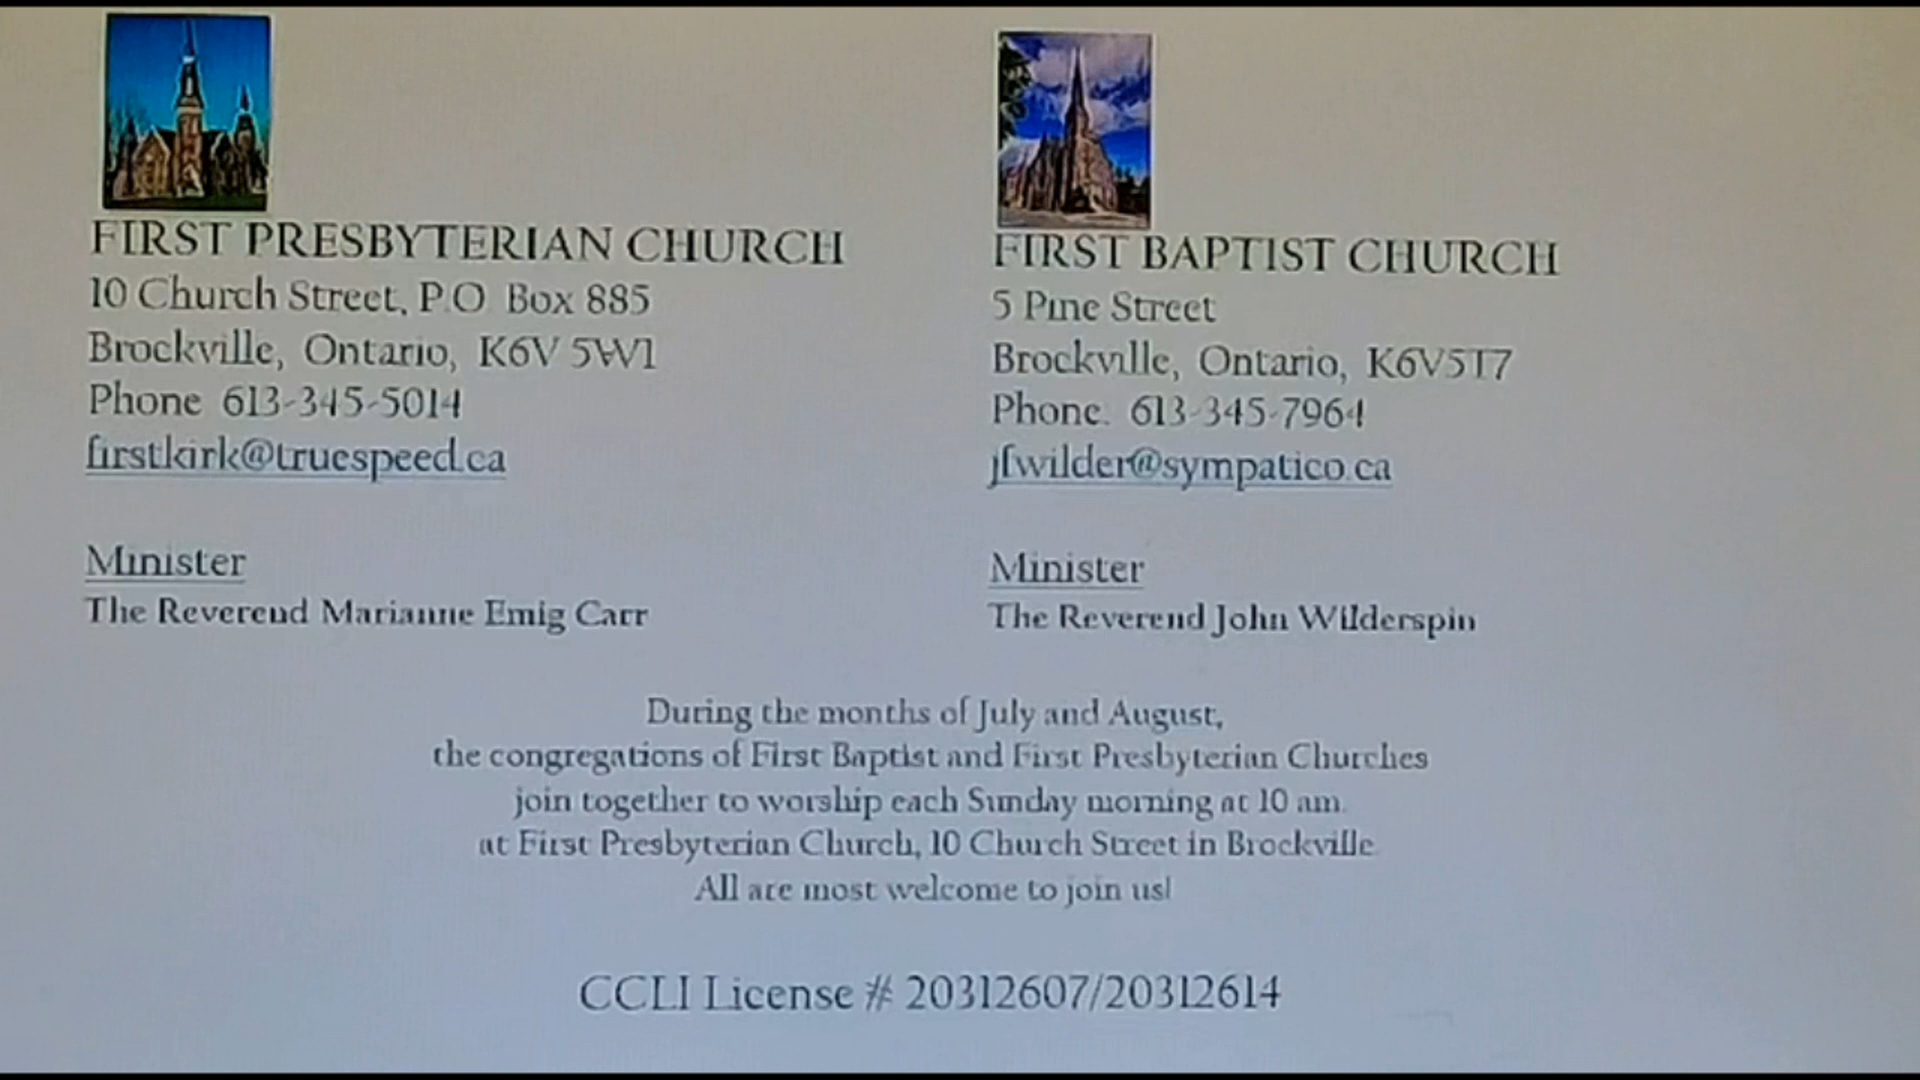 FIRST PRESBYTERIAN CHURCH
10 Church Street, P.O. Box 885
Brockville, Ontario, K6V 5W1
Phone 613-345-5014
firstkirk@truespeed.ca
Minister
The Reverend Marianne Emig Carr
FIRST BAPTIST CHURCH
5 Pine Street
Brockville, Ontario, K6V5T7
Phone: 613-345-7964
jfwilder@sympatico.ca
Minister
The Reverend John Wilderspin
During the months of July and August,
the congregations of First Baptist and First Presbyterian Churches
join together to worship each Sunday morning at 10 am.
at First Presbyterian Church, 10 Church Street in Brockville.
All are most welcome to join us!
CCLI License # 20312607/20312614